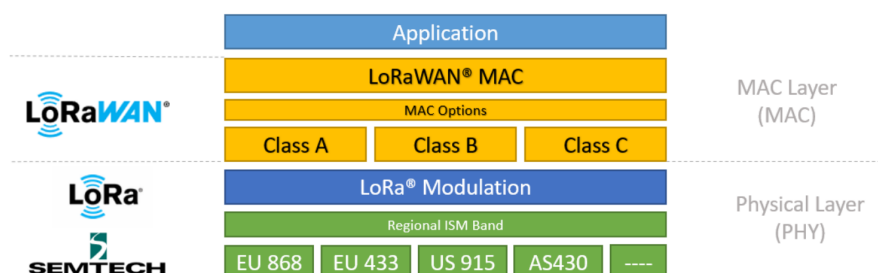 Application
LoRaWAN®
LoRaWAN® MAC
MAC Options
Class A Class B Class C
MAC Layer
(MAC)
LoRa®
SEMTECH
LoRa® Modulation
Regional ISM Band
EU 868 EU 433 US 915 AS430 ----
Physical Layer
(PHY)